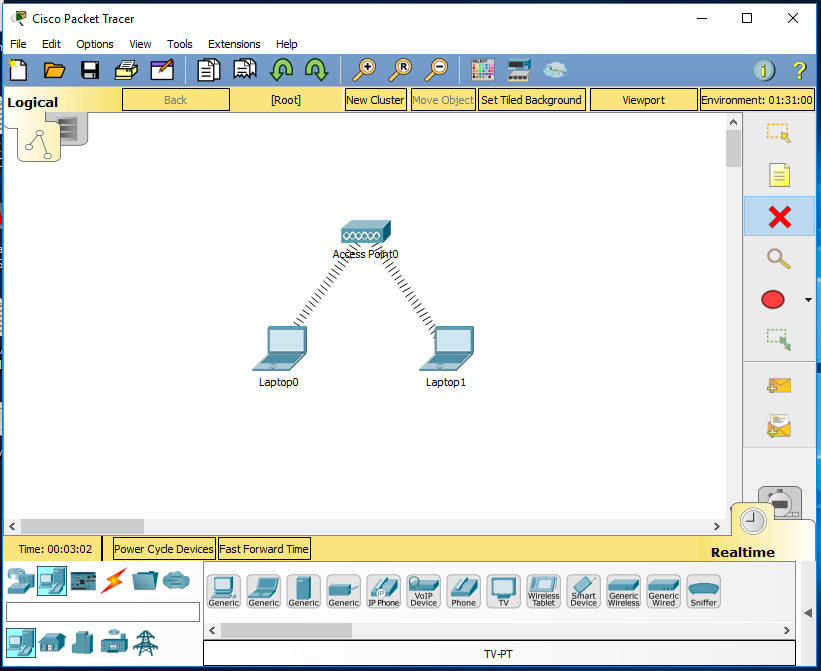 Cisco Packet Tracer
File Edit Options View Tools Extensions Help
Logical Back [Root] New Cluster Move Object Set Tiled Background Viewport Environment: 01:31:00
Access Point0
Laptop0 Laptop1
Time: 00:03:02 Power Cycle Devices Fast Forward Time Realtime
Generic Generic Generic Generic IP Phone VoIP Device Phone TV Wireless Tablet Smart Device Generic Wireless Generic Wired Sniffer
TV-PT